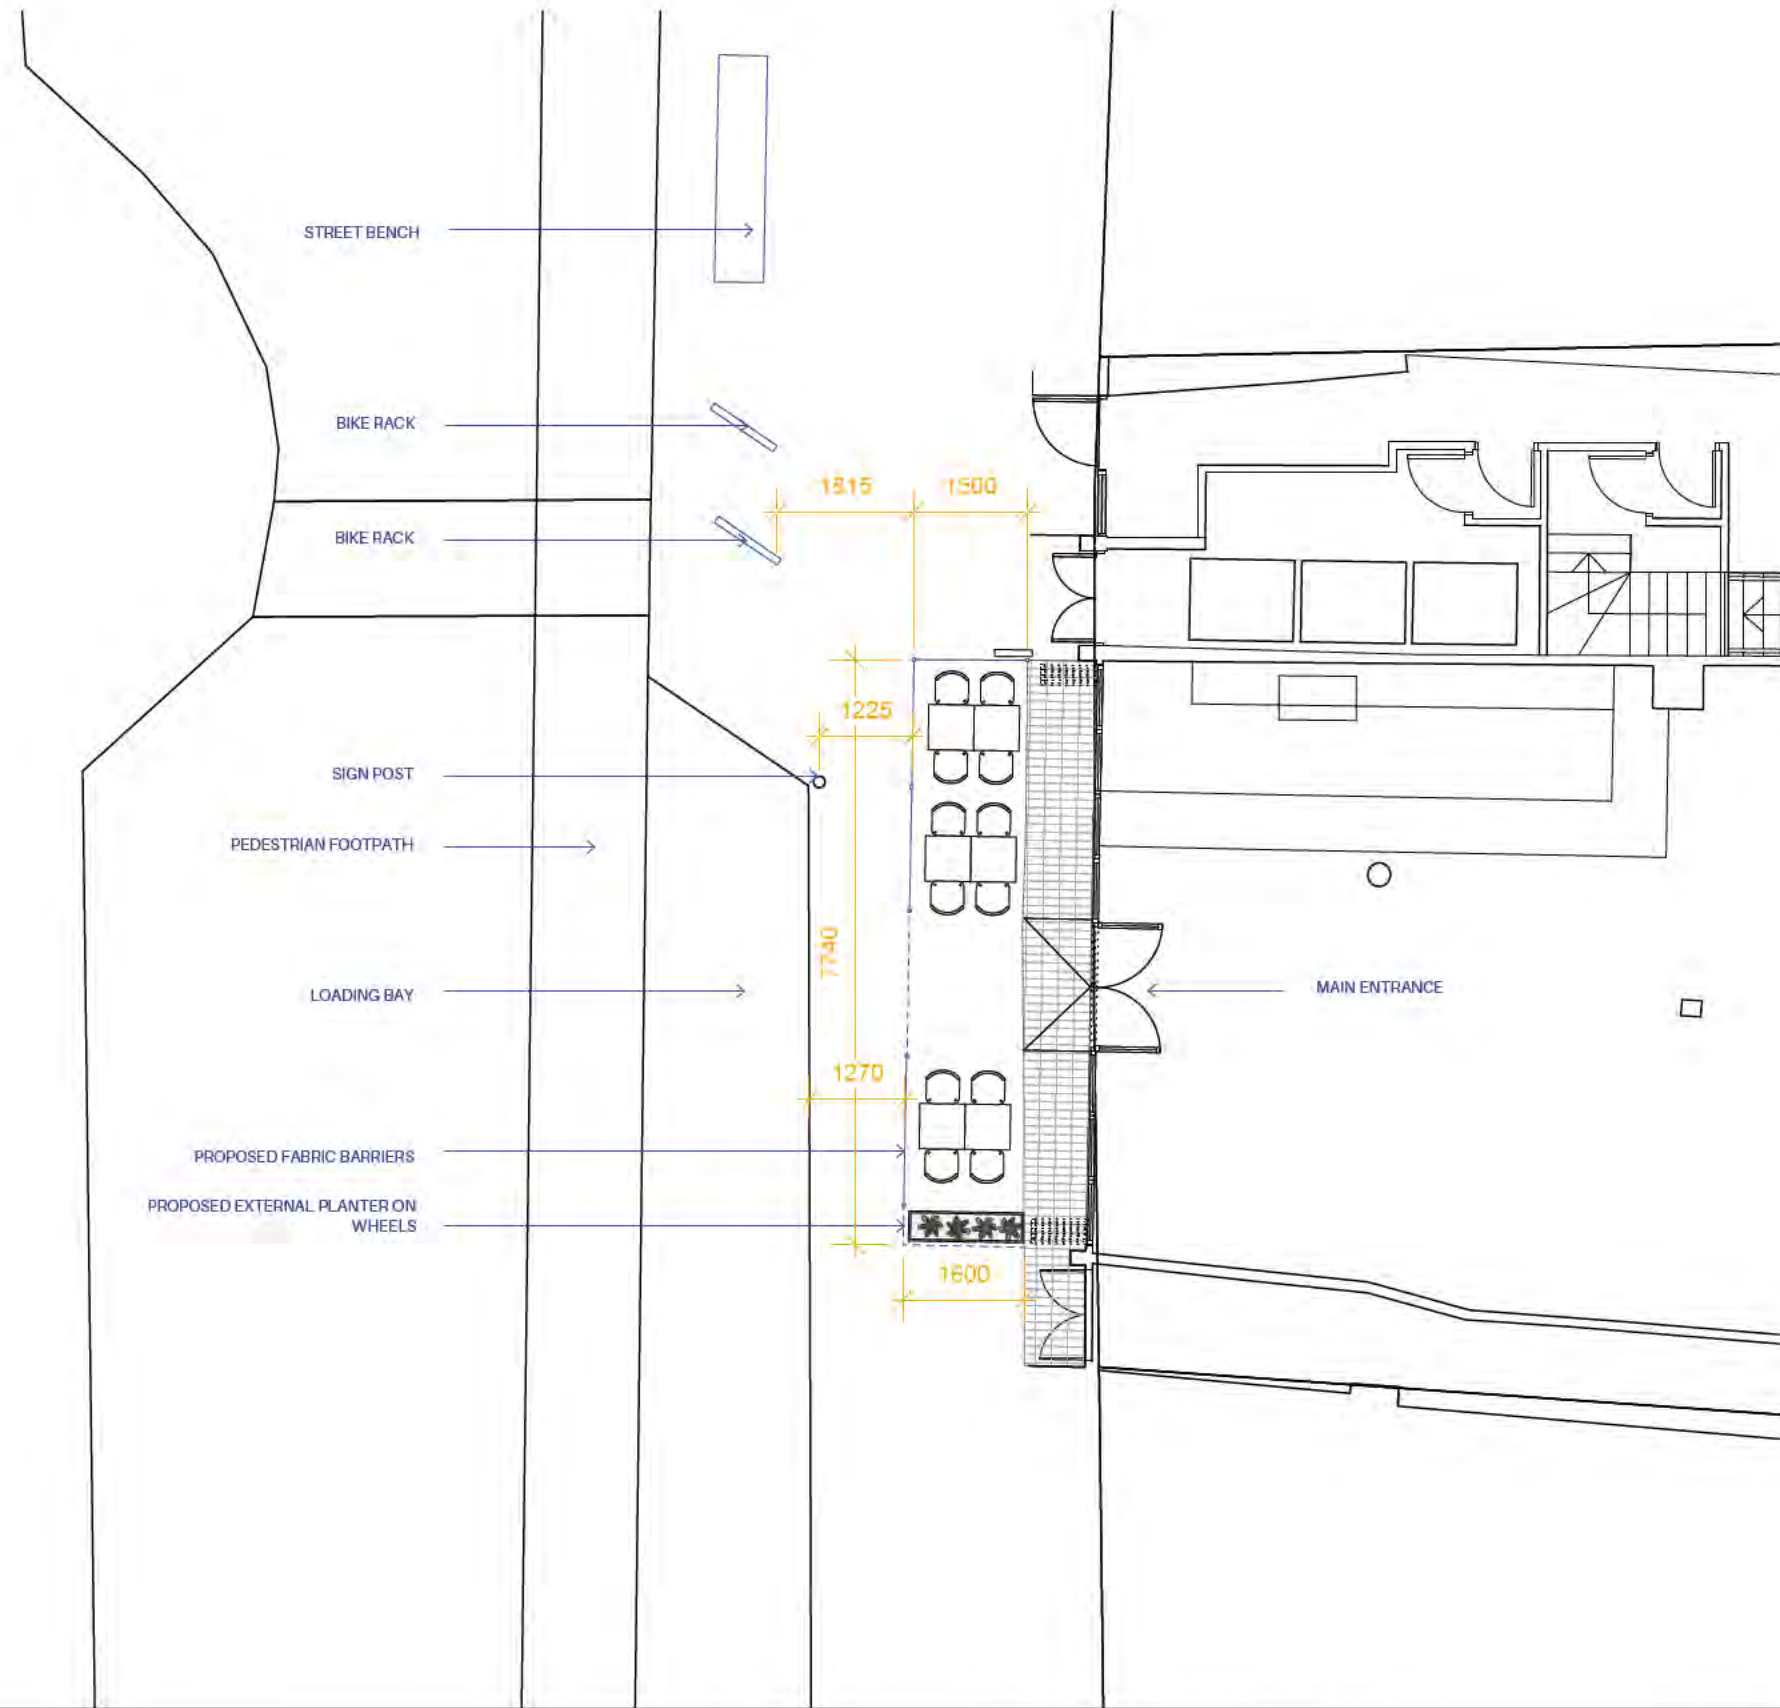 STREET BENCH
BIKE RACK
1815
1500
BIKE RACK
1225
SIGN POST
PEDESTRIAN FOOTPATH
7740
LOADING BAY
MAIN ENTRANCE
1270
PROPOSED FABRIC BARRIERS
PROPOSED EXTERNAL PLANTER ON
WHEELS
1600